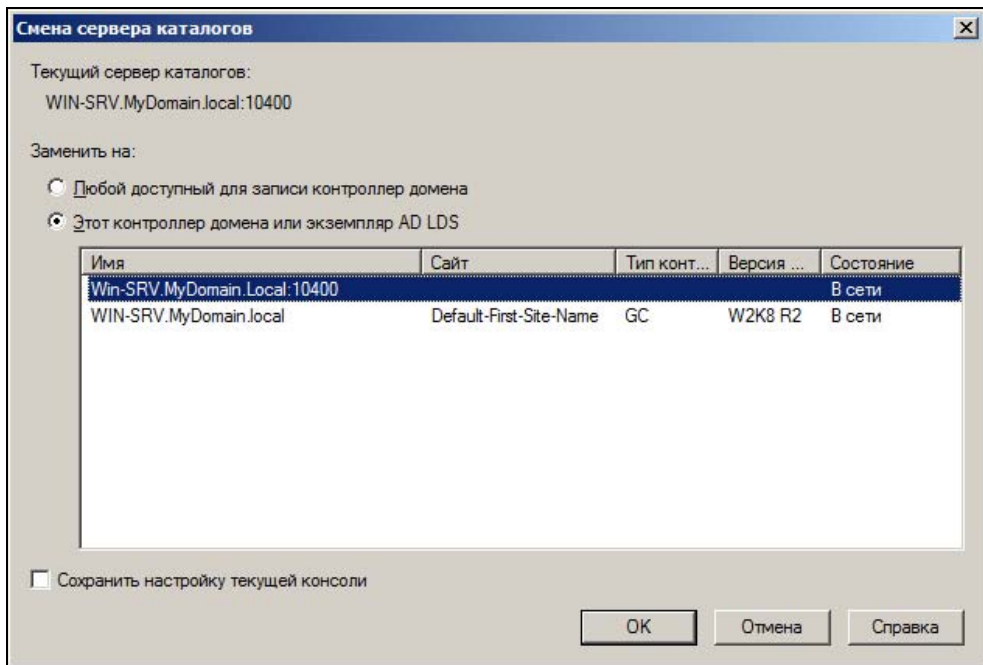 Смена сервера каталогов
Текущий сервер каталогов:
WIN-SRV.MyDomain.local:10400
Заменить на:
Любой доступный для записи контроллер домена
Этот контроллер домена или экземпляр AD LDS
Имя Сайт Тип конт... Версия ... Состояние
Win-SRV.MyDomain.Local:10400 В сети
WIN-SRV.MyDomain.local Default-First-Site-Name GC W2K8 R2 В сети
Сохранить настройку текущей консоли
OK Отмена Справка